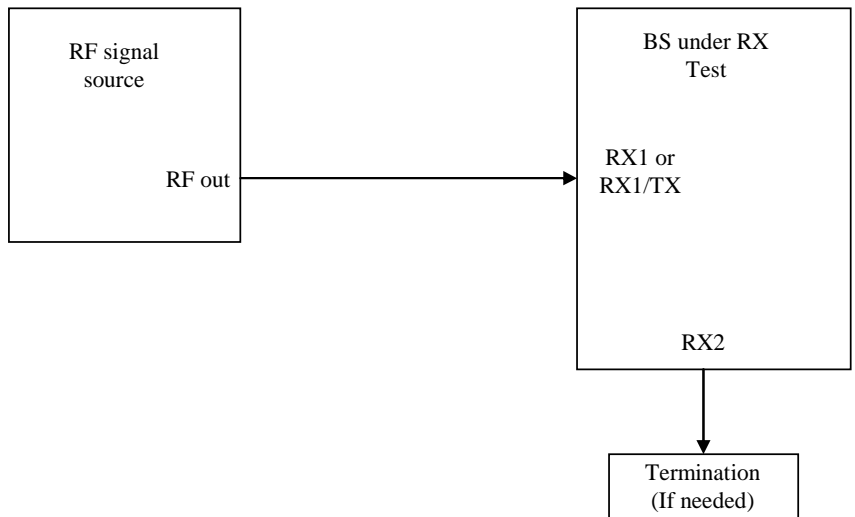 RF signal
source
RF out
BS under RX
Test
RX1 or
RX1/TX
RX2
Termination
(If needed)